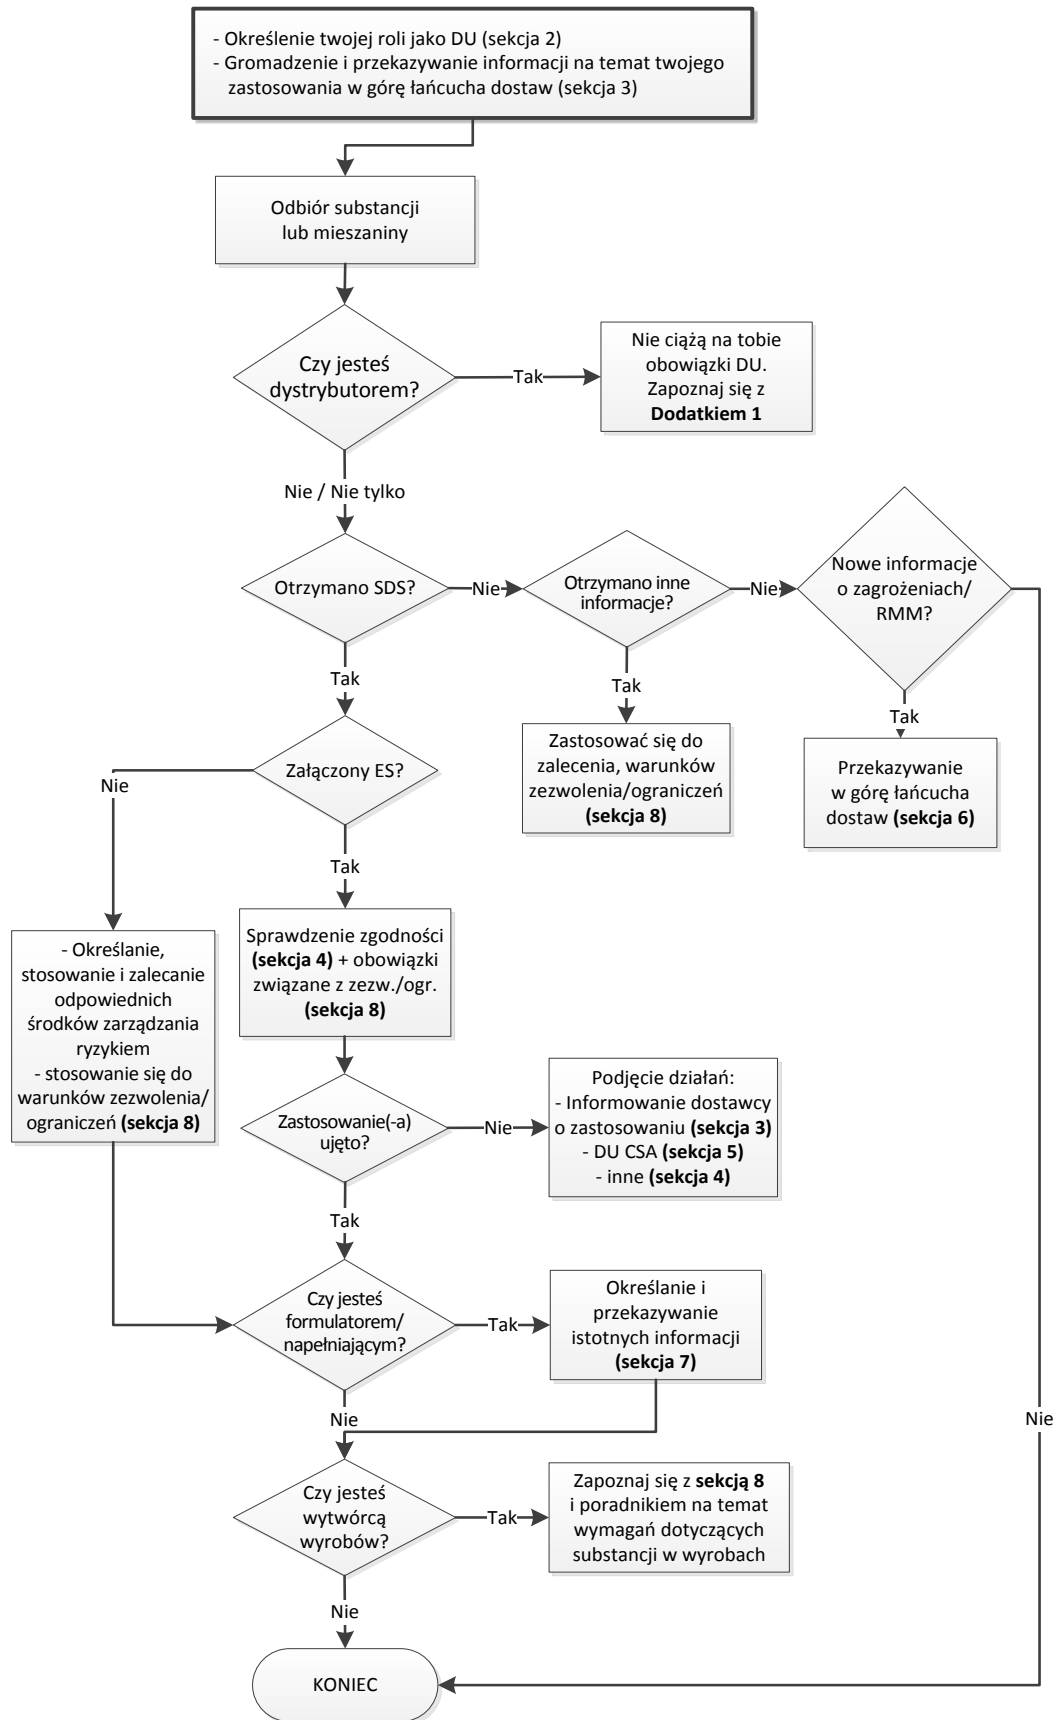 - Określenie twojej roli jako DU (sekcja 2)
- Gromadzenie i przekazywanie informacji na temat twojego
zastosowania w górę łańcucha dostaw (sekcja 3)
Odbiór substancji
lub mieszaniny
Czy jesteś
dystrybutorem?
Tak
Nie ciążą na tobie
obowiązki DU.
Zapoznaj się z
Dodatkiem 1
Nie / Nie tylko
Otrzymano SDS?
Nie
Otrzymano inne
informacje?
Nie
Nowe informacje
o zagrożeniach/
RMM?
Tak
Tak
Tak
Zastosować się do
zalecenia, warunków
zezwolenia/ograniczeń
(sekcja 8)
Przekazywanie
w górę łańcucha
dostaw (sekcja 6)
Załączony ES?
Nie
Tak
- Określanie,
stosowanie i zalecanie
odpowiednich
środków zarządzania
ryzykiem
- stosowanie się do
warunków zezwolenia/
ograniczeń (sekcja 8)
Sprawdzenie zgodności
(sekcja 4) + obowiązki
związane z zezw./ogr.
(sekcja 8)
Zastosowanie(-a)
ujęto?
Nie
Podjęcie działań:
- Informowanie dostawcy
o zastosowaniu (sekcja 3)
- DU CSA (sekcja 5)
- inne (sekcja 4)
Tak
Czy jesteś
formulatorem/
napełniającym?
Tak
Określanie i
przekazywanie
istotnych informacji
(sekcja 7)
Nie
Nie
Czy jesteś
wytwórcą
wyrobów?
Tak
Zapoznaj się z sekcją 8
i poradnikiem na temat
wymagań dotyczących
substancji w wyrobach
Nie
KONIEC